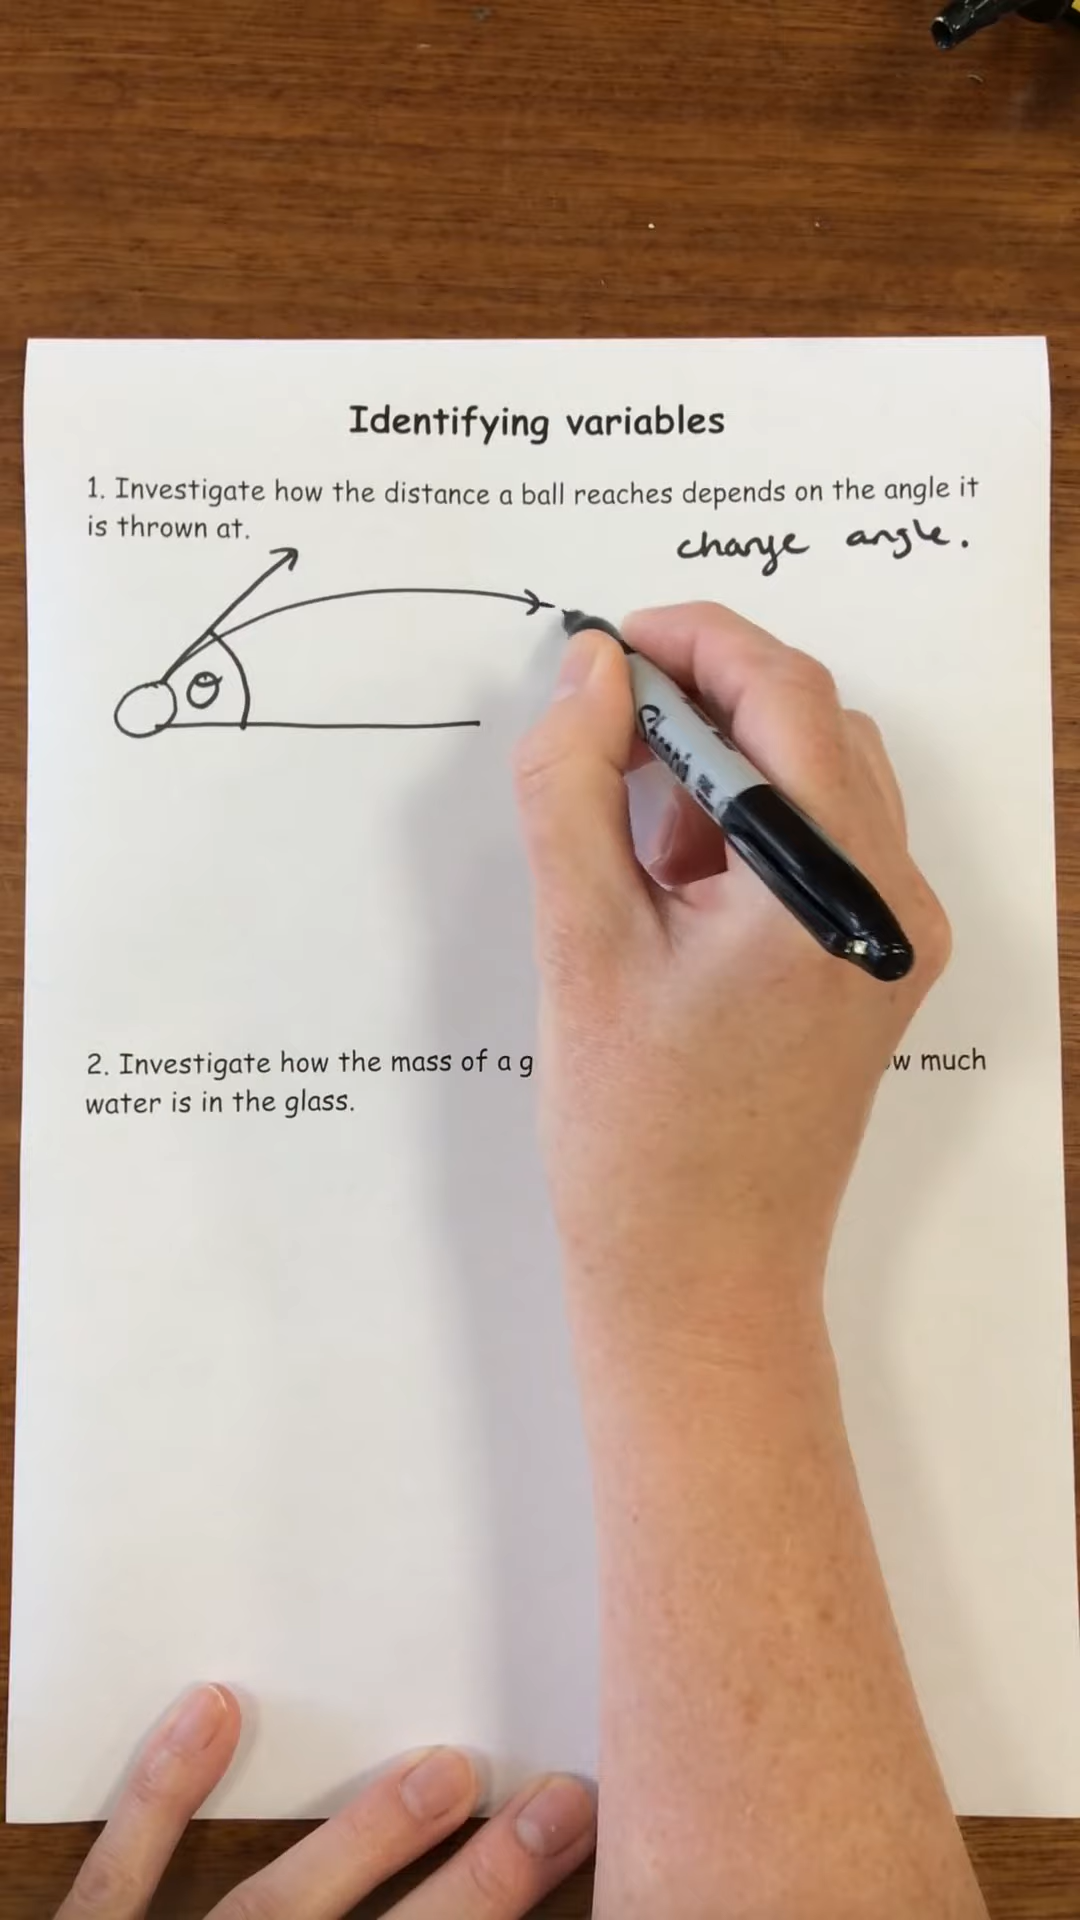 Identifying variables
1. Investigate how the distance a ball reaches depends on the angle it
is thrown at.
change angle.
θ
2. Investigate how the mass of a g w much
water is in the glass.